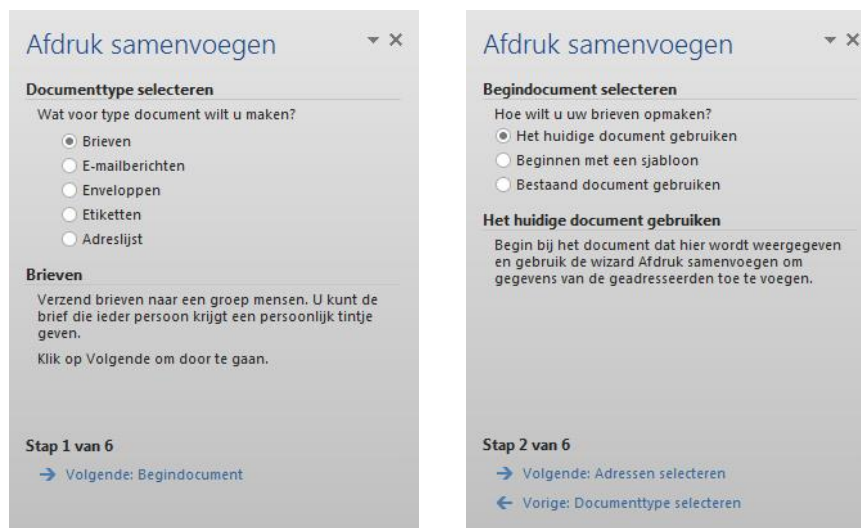 Afdruk samenvoegen
Documenttype selecteren
Wat voor type document wilt u maken?
Brieven
E-mailberichten
Enveloppen
Etiketten
Adreslijst
Brieven
Verzend brieven naar een groep mensen. U kunt de
brief die ieder persoon krijgt een persoonlijk tintje
geven.
Klik op Volgende om door te gaan.
Stap 1 van 6
Volgende: Begindocument
Afdruk samenvoegen
Begindocument selecteren
Hoe wilt u uw brieven opmaken?
Het huidige document gebruiken
Beginnen met een sjabloon
Bestaand document gebruiken
Het huidige document gebruiken
Begin bij het document dat hier wordt weergegeven
en gebruik de wizard Afdruk samenvoegen om
gegevens van de geadresseerden toe te voegen.
Stap 2 van 6
Volgende: Adressen selecteren
Vorige: Documenttype selecteren